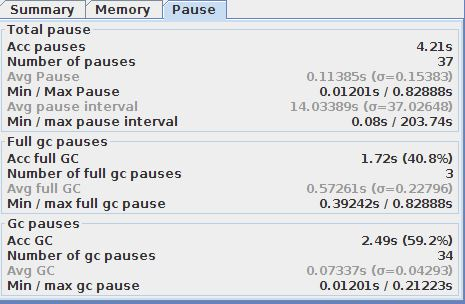 Summary Memory Pause
Total pause
Acc pauses 4.21s
Number of pauses 37
Avg Pause 0.11385s (σ=0.15383)
Min / Max Pause 0.01201s / 0.82888s
Avg pause interval 14.03389s (σ=37.02648)
Min / max pause interval 0.08s / 203.74s
Full gc pauses
Acc full GC 1.72s (40.8%)
Number of full gc pauses 3
Avg full GC 0.57261s (σ=0.22796)
Min / max full gc pause 0.39242s / 0.82888s
Gc pauses
Acc GC 2.49s (59.2%)
Number of gc pauses 34
Avg GC 0.07337s (σ=0.04293)
Min / max gc pause 0.01201s / 0.21223s